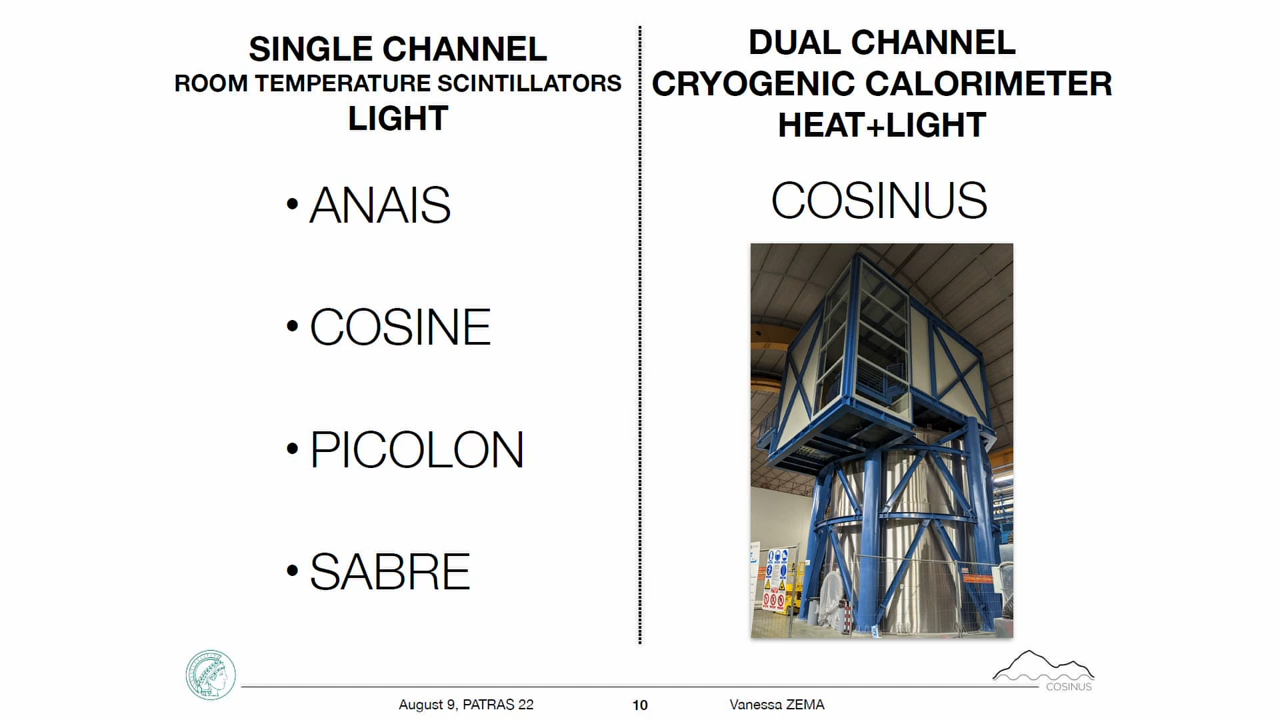 SINGLE CHANNEL
ROOM TEMPERATURE SCINTILLATORS
LIGHT
• ANAIS
• COSINE
• PICOLON
• SABRE
DUAL CHANNEL
CRYOGENIC CALORIMETER
HEAT+LIGHT
COSINUS
COSINUS
August 9, PATRAS 22
10
Vanessa ZEMA